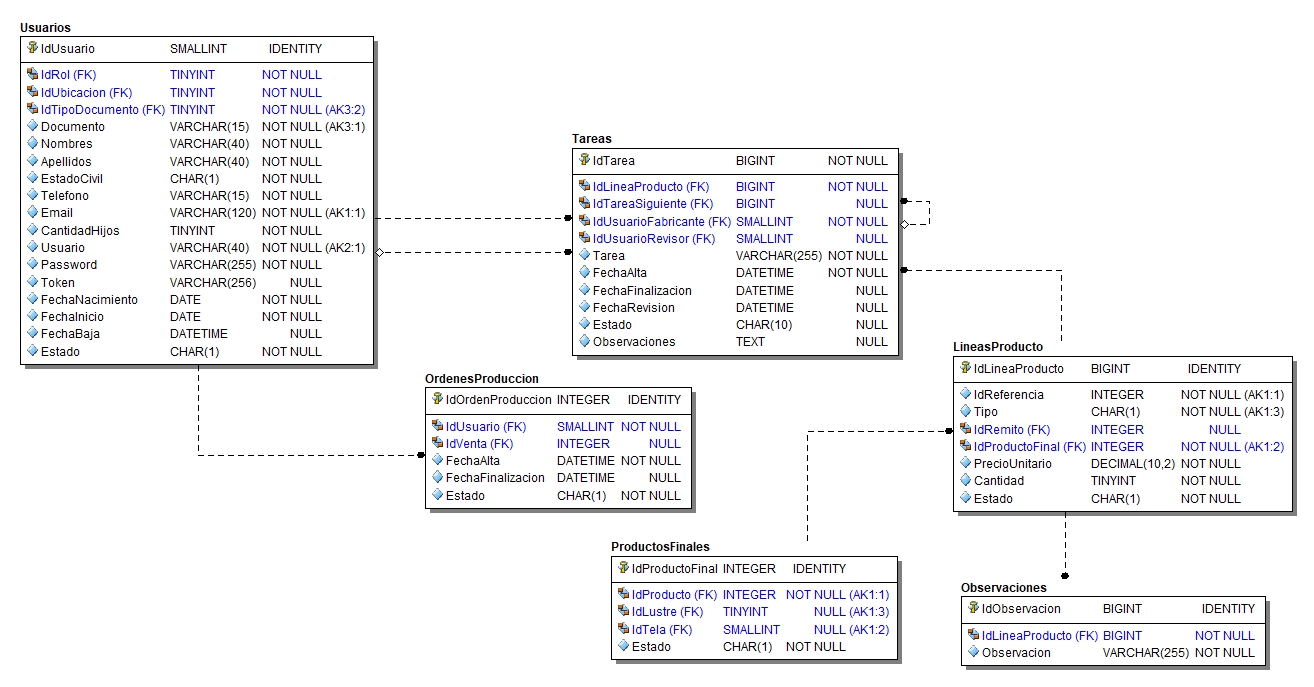 Usuarios
IdUsuario SMALLINT IDENTITY
IdRol (FK) TINYINT NOT NULL
IdUbicacion (FK) TINYINT NOT NULL
IdTipoDocumento (FK) TINYINT NOT NULL (AK3:2)
Documento VARCHAR(15) NOT NULL (AK3:1)
Nombres VARCHAR(40) NOT NULL
Apellidos VARCHAR(40) NOT NULL
EstadoCivil CHAR(1) NOT NULL
Telefono VARCHAR(15) NOT NULL
Email VARCHAR(120) NOT NULL (AK1:1)
CantidadHijos TINYINT NOT NULL
Usuario VARCHAR(40) NOT NULL (AK2:1)
Password VARCHAR(255) NOT NULL
Token VARCHAR(256) NULL
FechaNacimiento DATE NOT NULL
FechaInicio DATE NOT NULL
FechaBaja DATETIME NULL
Estado CHAR(1) NOT NULL
Tareas
IdTarea BIGINT NOT NULL
IdLineaProducto (FK) BIGINT NOT NULL
IdTareaSiguiente (FK) BIGINT NULL
IdUsuarioFabricante (FK) SMALLINT NOT NULL
IdUsuarioRevisor (FK) SMALLINT NULL
Tarea VARCHAR(255) NOT NULL
FechaAlta DATETIME NOT NULL
FechaFinalizacion DATETIME NULL
FechaRevision DATETIME NULL
Estado CHAR(10) NULL
Observaciones TEXT NULL
OrdenesProduccion
IdOrdenProduccion INTEGER IDENTITY
IdUsuario (FK) SMALLINT NOT NULL
IdVenta (FK) INTEGER NULL
FechaAlta DATETIME NOT NULL
FechaFinalizacion DATETIME NULL
Estado CHAR(1) NOT NULL
LineasProducto
IdLineaProducto BIGINT IDENTITY
IdReferencia INTEGER NOT NULL (AK1:1)
Tipo CHAR(1) NOT NULL (AK1:3)
IdRemito (FK) INTEGER NULL
IdProductoFinal (FK) INTEGER NOT NULL (AK1:2)
PrecioUnitario DECIMAL(10,2) NOT NULL
Cantidad TINYINT NOT NULL
Estado CHAR(1) NOT NULL
ProductosFinales
IdProductoFinal INTEGER IDENTITY
IdProducto (FK) INTEGER NOT NULL (AK1:1)
IdLustre (FK) TINYINT NULL (AK1:3)
IdTela (FK) SMALLINT NULL (AK1:2)
Estado CHAR(1) NOT NULL
Observaciones
IdObservacion BIGINT IDENTITY
IdLineaProducto (FK) BIGINT NOT NULL
Observacion VARCHAR(255) NOT NULL